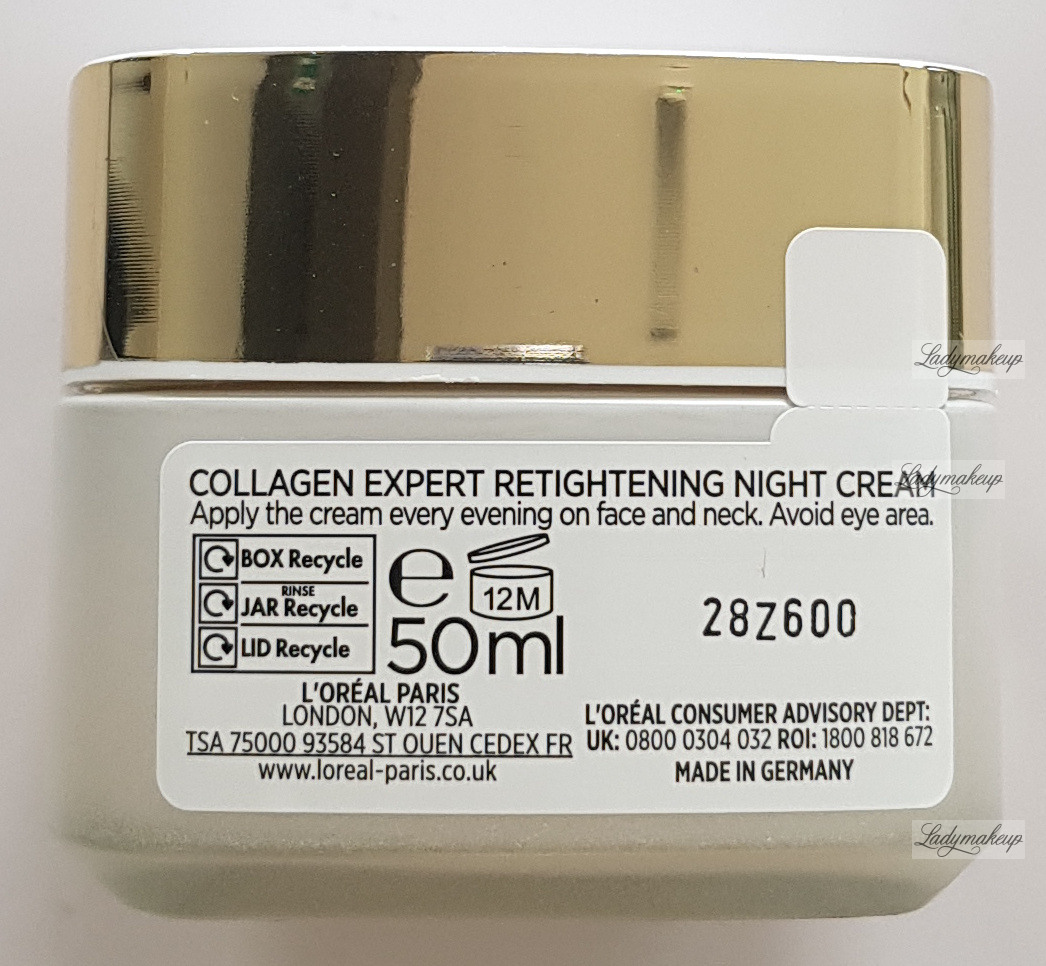 Ladymakeup
COLLAGEN EXPERT RETIGHTENING NIGHT CREAM
Ladymakeup
Apply the cream every evening on face and neck. Avoid eye area.
BOX Recycle
RINSE
JAR Recycle
LID Recycle
e
12M
50ml
28Z600
L'ORÉAL PARIS
LONDON, W12 7SA
TSA 75000 93584 ST OUEN CEDEX FR
www.loreal-paris.co.uk
L'ORÉAL CONSUMER ADVISORY DEPT:
UK: 0800 0304 032 ROI: 1800 818 672
MADE IN GERMANY
Ladymakeup